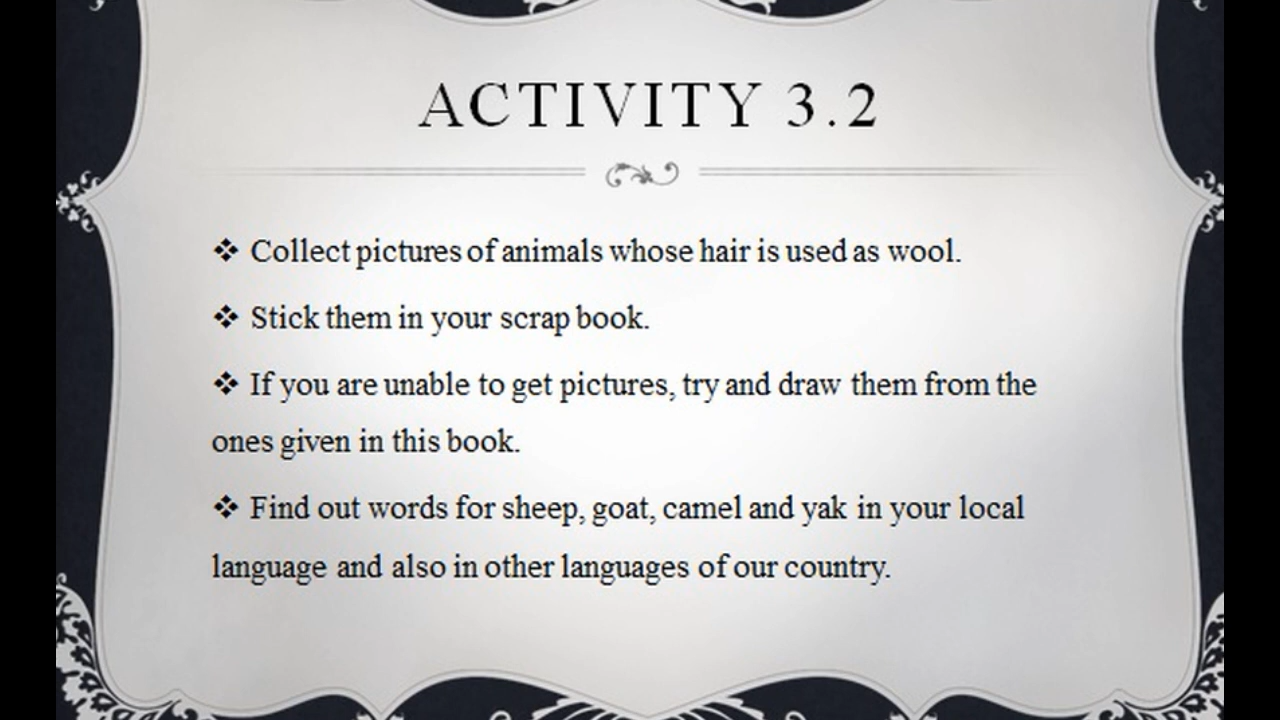 ACTIVITY 3.2
❖ Collect pictures of animals whose hair is used as wool.
❖ Stick them in your scrap book.
❖ If you are unable to get pictures, try and draw them from the
ones given in this book.
❖ Find out words for sheep, goat, camel and yak in your local
language and also in other languages of our country.